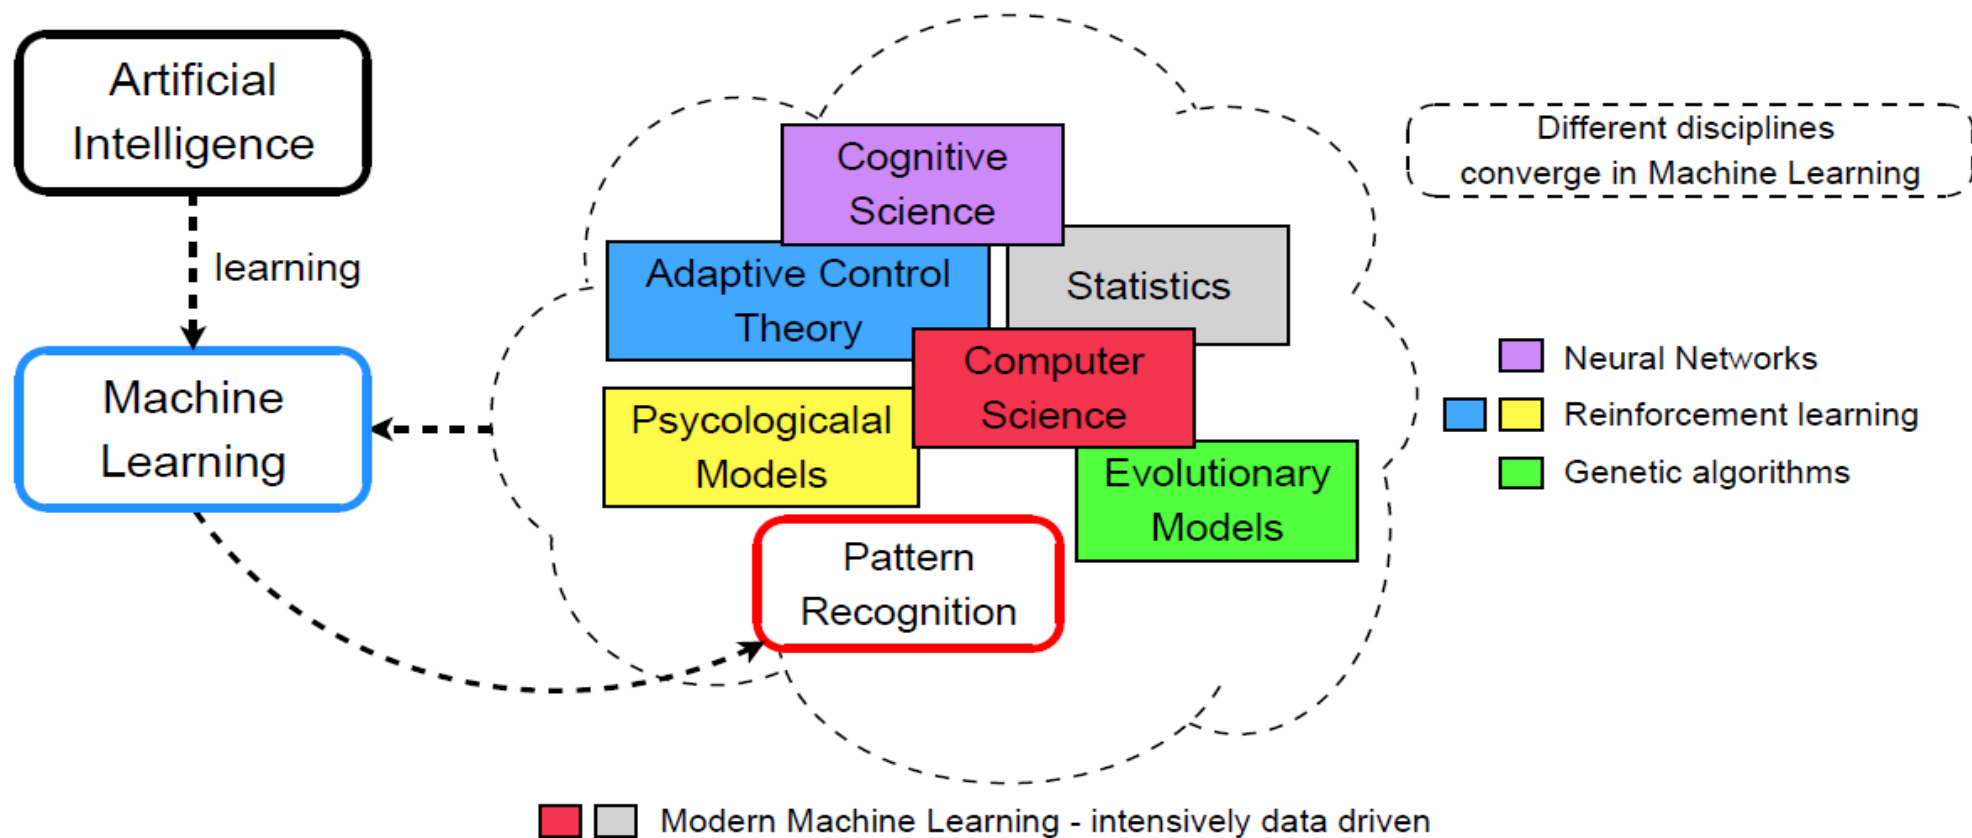 Artificial
Intelligence
learning
Machine
Learning
Cognitive
Science
Adaptive Control
Theory
Statistics
Computer
Science
Psycologicalal
Models
Evolutionary
Models
Pattern
Recognition
Different disciplines
converge in Machine Learning
Neural Networks
Reinforcement learning
Genetic algorithms
Modern Machine Learning - intensively data driven